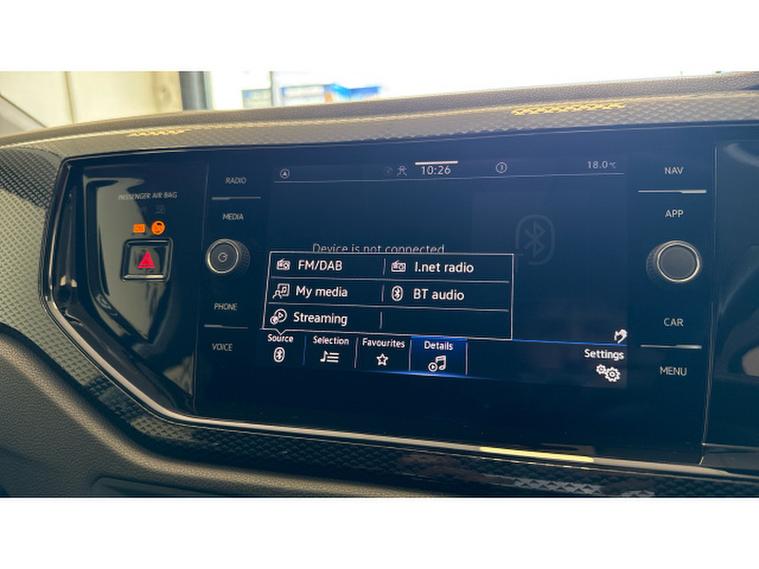 PASSENGER AIR BAG
RADIO
MEDIA
PHONE
VOICE
10:26
18.0°C
Device is not connected
FM/DAB
I.net radio
My media
BT audio
Streaming
Source
Selection
Favourites
Details
Settings
NAV
APP
CAR
MENU